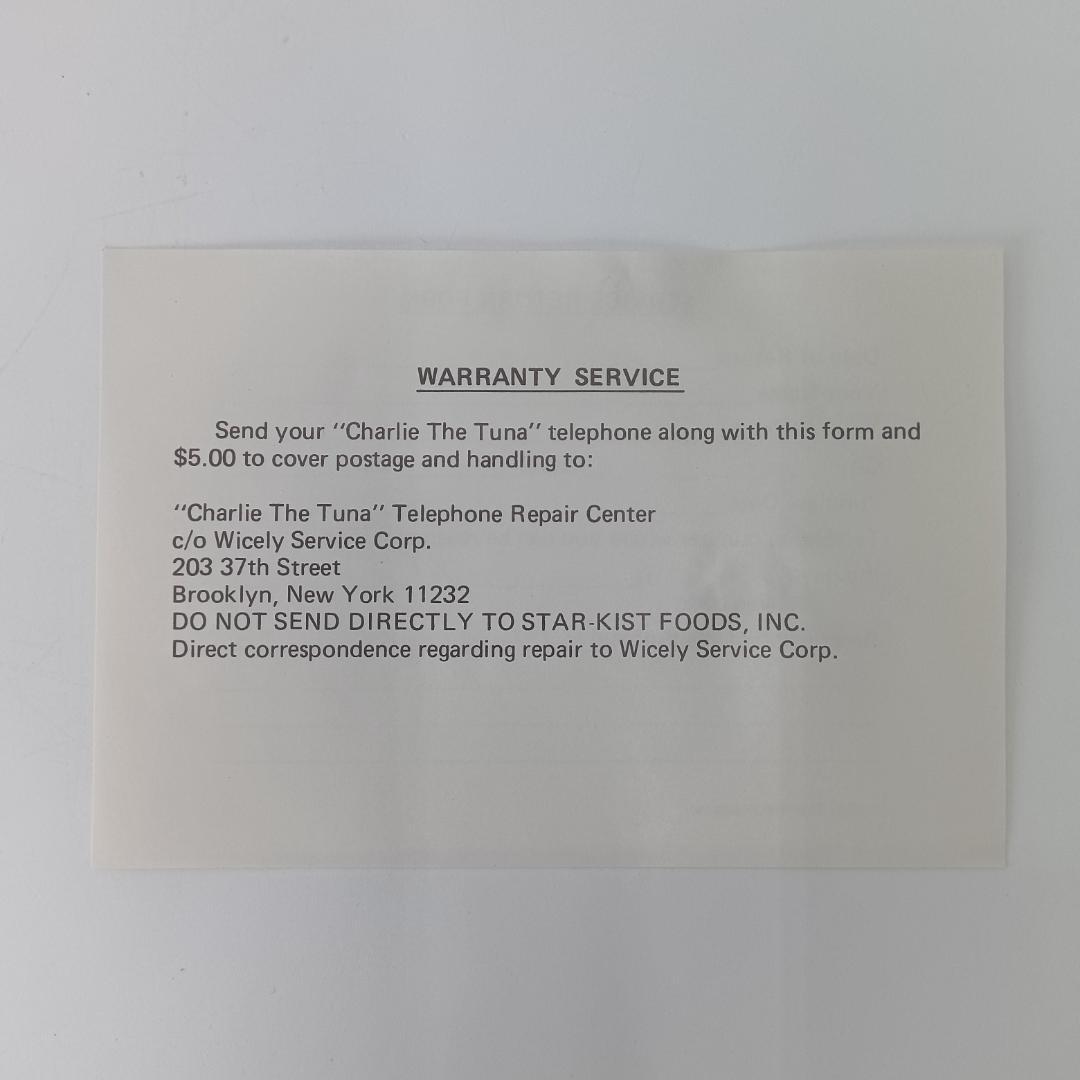 WARRANTY SERVICE
Send your "Charlie The Tuna" telephone along with this form and
$5.00 to cover postage and handling to:
"Charlie The Tuna" Telephone Repair Center
c/o Wicely Service Corp.
203 37th Street
Brooklyn, New York 11232
DO NOT SEND DIRECTLY TO STAR-KIST FOODS, INC.
Direct correspondence regarding repair to Wicely Service Corp.